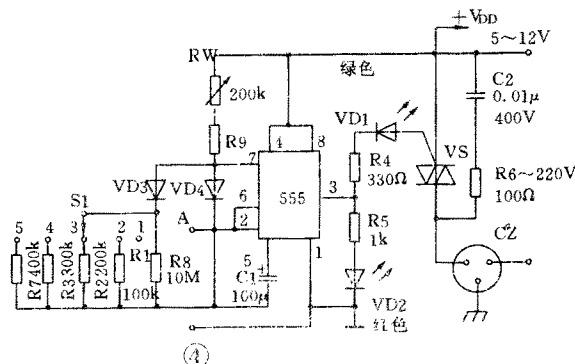 +VDD
5～12V
RW
绿色
200k
C2
0.01μ
400V
VD1
R9
4
8
7
VS
R4
330Ω
R6～220V
100Ω
VD3
VD4
555
3
S1
A
6
2
R5
1k
CZ
5
4
3
2
1
R1
1
R7400k
R3300k
R2200k
100k
R8
10M
5
+
C1
100μ
VD2
红色
④